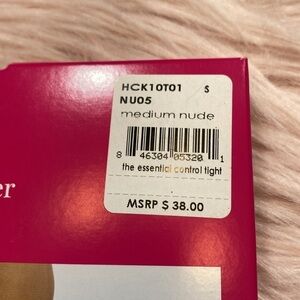 HCK10T01 S
NU05
medium nude
8 46304 05320 1
the essential control tight
MSRP $ 38.00
er